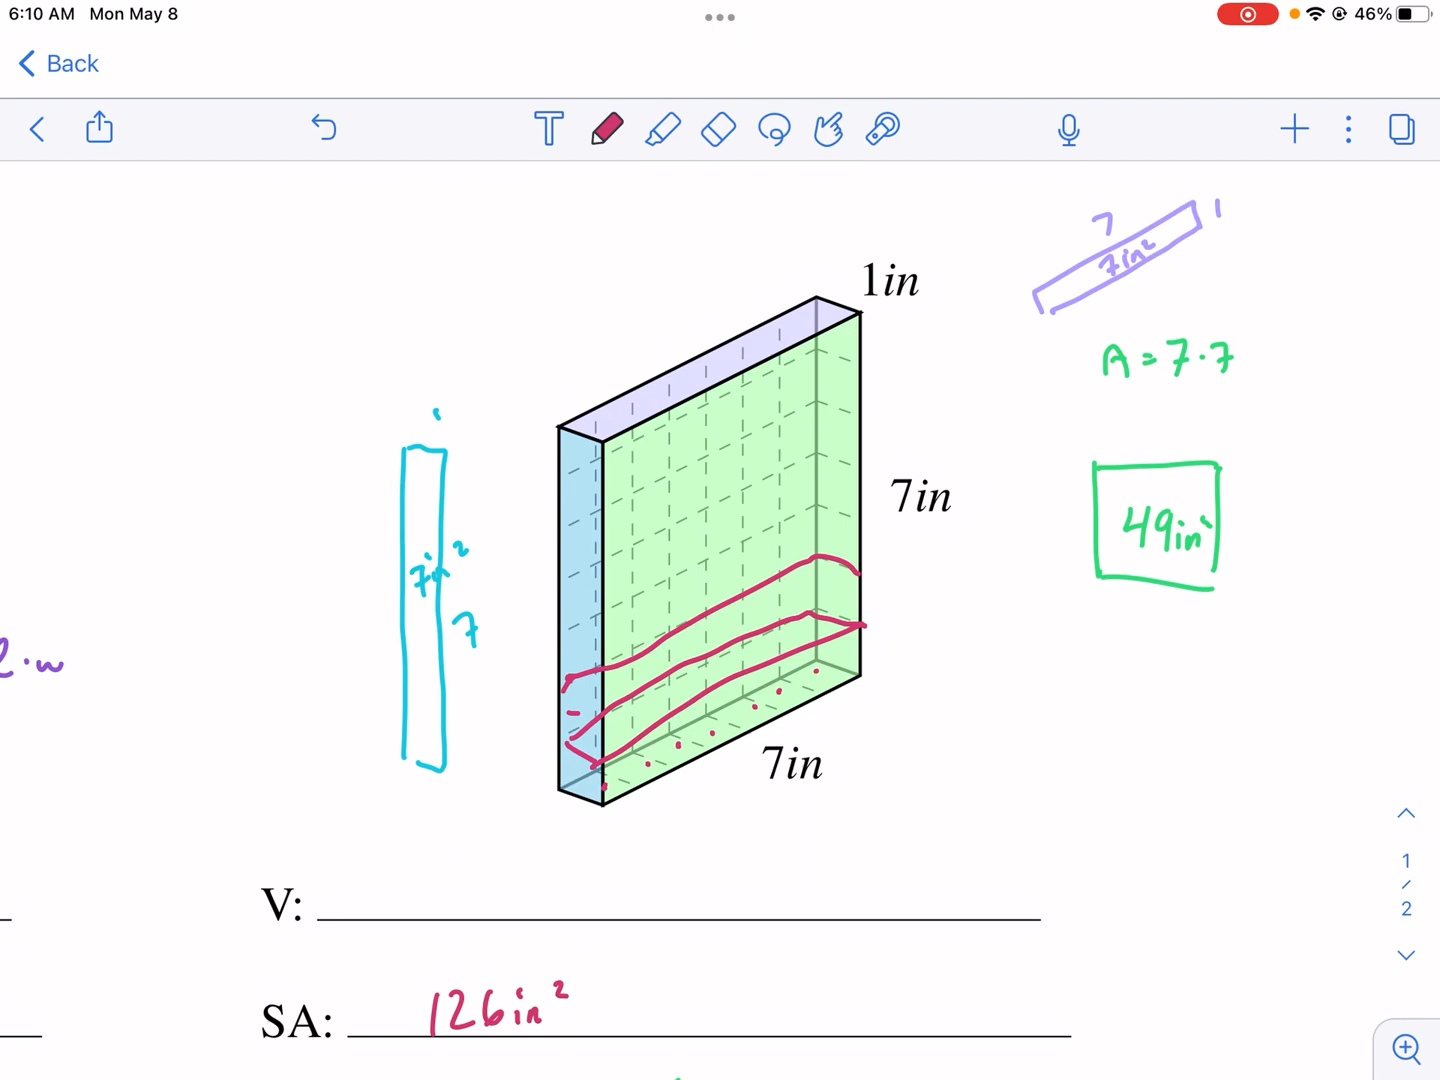 6:10 AM Mon May 8
46%
Back
7
1
7in²
1in
A = 7·7
7in
49in²
7in²
7
l·w
7in
V:
SA: 126in²
1
/
2